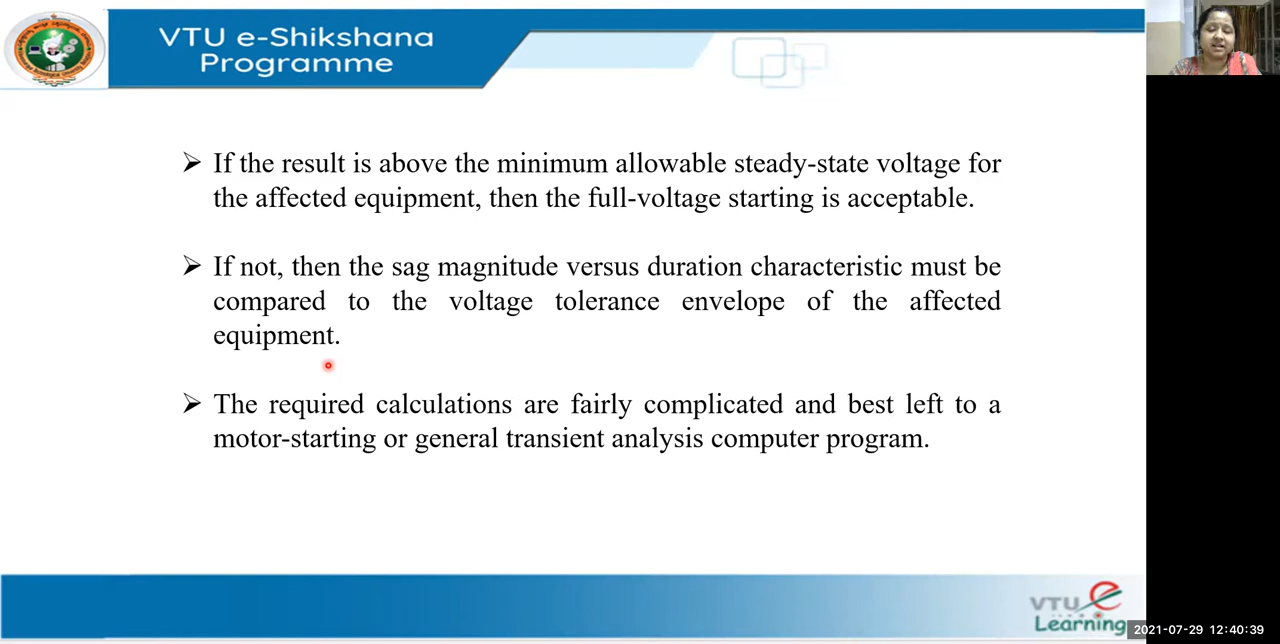 VTU e-Shikshana
Programme
➢ If the result is above the minimum allowable steady-state voltage for
the affected equipment, then the full-voltage starting is acceptable.
➢ If not, then the sag magnitude versus duration characteristic must be
compared to the voltage tolerance envelope of the affected
equipment.
➢ The required calculations are fairly complicated and best left to a
motor-starting or general transient analysis computer program.
VTU e
Learning
2021-07-29 12:40:39